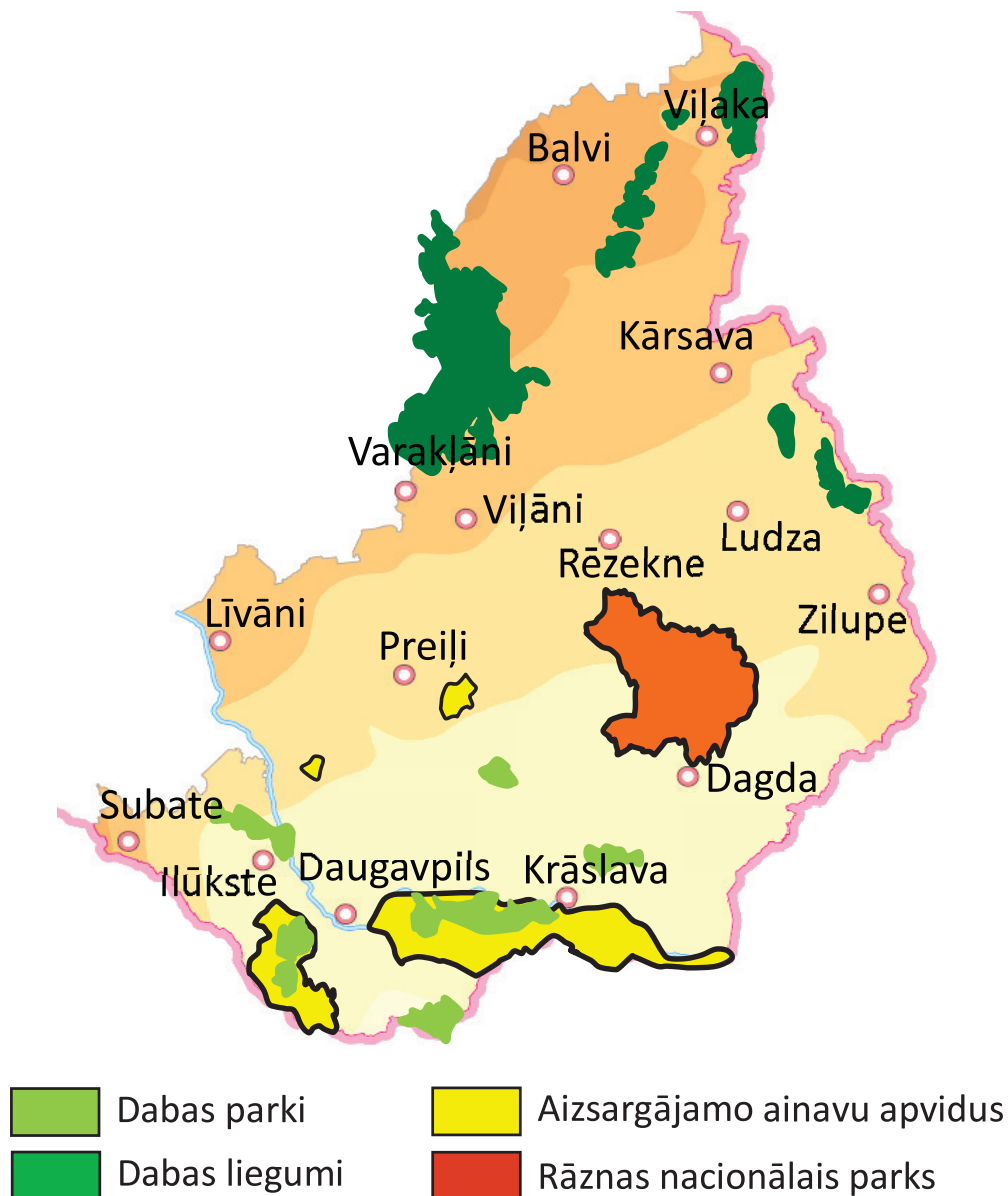 Viļaka
Balvi
Kārsava
Varakļāni
Viļāni
Ludza
Rēzekne
Zilupe
Līvāni
Preiļi
Dagda
Subate
Daugavpils
Krāslava
Ilūkste
Dabas parki
Aizsargājamo ainavu apvidus
Dabas liegumi
Rāznas nacionālais parks